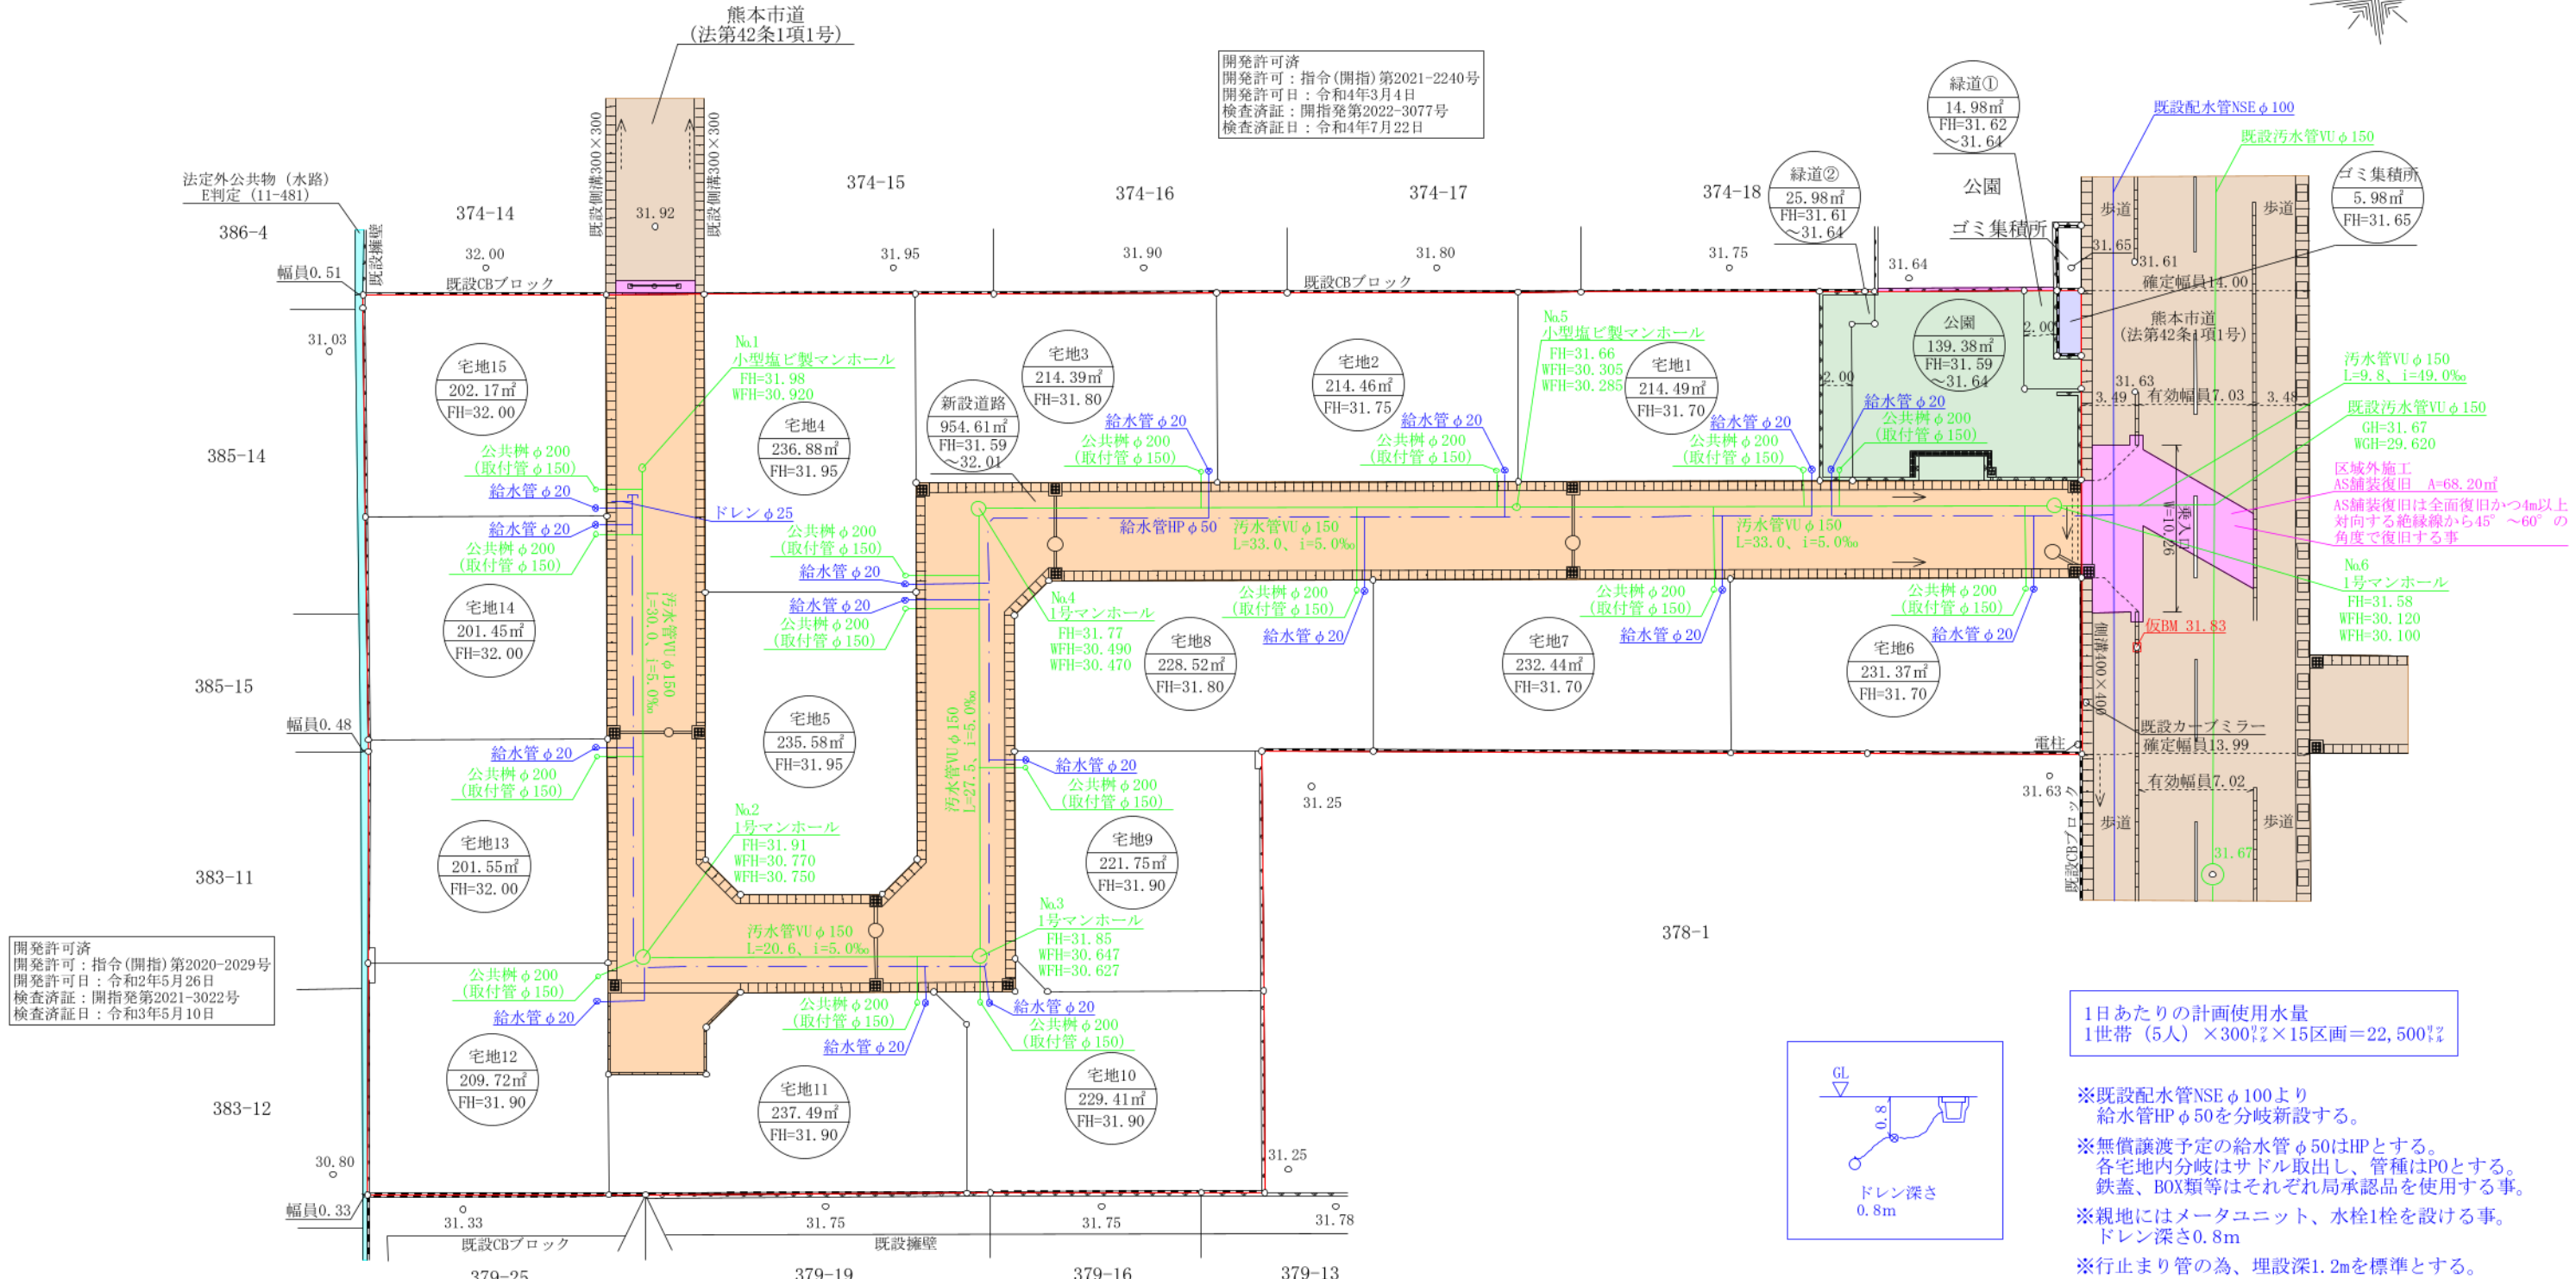 熊本市道
(法第42条1項1号)
開発許可済
開発許可：指令(開指)第2021-2240号
開発許可日：令和4年3月4日
検査済証：開指発第2022-3077号
検査済証日：令和4年7月22日
緑道①
14.98㎡
FH=31.62
～31.64
既設配水管NSEφ100
既設汚水管VUφ150
ゴミ集積所
5.98㎡
FH=31.65
法定外公共物（水路）
E判定（11-481）
386-4
374-14
既設側溝300×300
既設側溝300×300
31.92
374-15
374-16
374-17
374-18
緑道②
25.98㎡
FH=31.61
～31.64
公園
ゴミ集積所
歩道
歩道
既設擁壁
幅員0.51
32.00
既設CBブロック
31.95
31.90
既設CBブロック
31.80
31.75
31.64
31.65
31.61
確定幅員14.00
熊本市道
(法第42条1項1号)
31.03
宅地15
202.17㎡
FH=32.00
No.1
小型塩ビ製マンホール
FH=31.98
WFH=30.920
宅地4
236.88㎡
FH=31.95
新設道路
954.61㎡
FH=31.59
～32.01
宅地3
214.39㎡
FH=31.80
宅地2
214.46㎡
FH=31.75
No.5
小型塩ビ製マンホール
FH=31.66
WFH=30.305
WFH=30.285
宅地1
214.49㎡
FH=31.70
公園
139.38㎡
FH=31.59
～31.64
2.00
2.00
31.63
3.49
有効幅員7.03
3.48
汚水管VUφ150
L=9.8、i=49.0‰
既設汚水管VUφ150
GH=31.67
WGH=29.620
区域外施工
AS舗装復旧　A=68.20㎡
AS舗装復旧は全面復旧かつ4m以上
対向する絶縁線から45°～60°の
角度で復旧する事
乗入口
W=10.26
No.6
1号マンホール
FH=31.58
WFH=30.120
WFH=30.100
385-14
公共桝φ200
(取付管φ150)
給水管φ20
給水管φ20
公共桝φ200
(取付管φ150)
ドレンφ25
給水管φ20
公共桝φ200
(取付管φ150)
給水管φ20
公共桝φ200
(取付管φ150)
給水管φ20
公共桝φ200
(取付管φ150)
給水管φ20
公共桝φ200
(取付管φ150)
給水管HPφ50
汚水管VUφ150
L=33.0、i=5.0‰
汚水管VUφ150
L=33.0、i=5.0‰
公共桝φ200
(取付管φ150)
給水管φ20
給水管φ20
公共桝φ200
(取付管φ150)
No.4
1号マンホール
FH=31.77
WFH=30.490
WFH=30.470
公共桝φ200
(取付管φ150)
給水管φ20
公共桝φ200
(取付管φ150)
給水管φ20
公共桝φ200
(取付管φ150)
給水管φ20
仮BM 31.83
宅地14
201.45㎡
FH=32.00
汚水管VUφ150
L=30.0、i=5.0‰
385-15
幅員0.48
宅地5
235.58㎡
FH=31.95
汚水管VUφ150
L=27.5、i=5.0‰
宅地8
228.52㎡
FH=31.80
宅地7
232.44㎡
FH=31.70
宅地6
231.37㎡
FH=31.70
側溝400×400
既設カーブミラー
確定幅員13.99
電柱
31.63
有効幅員7.02
既設CBブロック
歩道
歩道
31.67
給水管φ20
公共桝φ200
(取付管φ150)
給水管φ20
公共桝φ200
(取付管φ150)
31.25
宅地13
201.55㎡
FH=32.00
No.2
1号マンホール
FH=31.91
WFH=30.770
WFH=30.750
宅地9
221.75㎡
FH=31.90
383-11
No.3
1号マンホール
FH=31.85
WFH=30.647
WFH=30.627
378-1
開発許可済
開発許可：指令(開指)第2020-2029号
開発許可日：令和2年5月26日
検査済証：開指発第2021-3022号
検査済証日：令和3年5月10日
汚水管VUφ150
L=20.6、i=5.0‰
公共桝φ200
(取付管φ150)
給水管φ20
公共桝φ200
(取付管φ150)
給水管φ20
給水管φ20
公共桝φ200
(取付管φ150)
宅地12
209.72㎡
FH=31.90
宅地11
237.49㎡
FH=31.90
宅地10
229.41㎡
FH=31.90
383-12
30.80
幅員0.33
31.33
既設CBブロック
31.75
既設擁壁
31.75
31.25
31.78
379-25
379-19
379-16
379-13
GL
0.8
ドレン深さ
0.8m
1日あたりの計画使用水量
1世帯（5人）×300㍑×15区画＝22,500㍑
※既設配水管NSEφ100より
給水管HPφ50を分岐新設する。
※無償譲渡予定の給水管φ50はHPとする。
各宅地内分岐はサドル取出し、管種はPOとする。
鉄蓋、BOX類等はそれぞれ局承認品を使用する事。
※親地にはメータユニット、水栓1栓を設ける事。
ドレン深さ0.8m
※行止まり管の為、埋設深1.2mを標準とする。